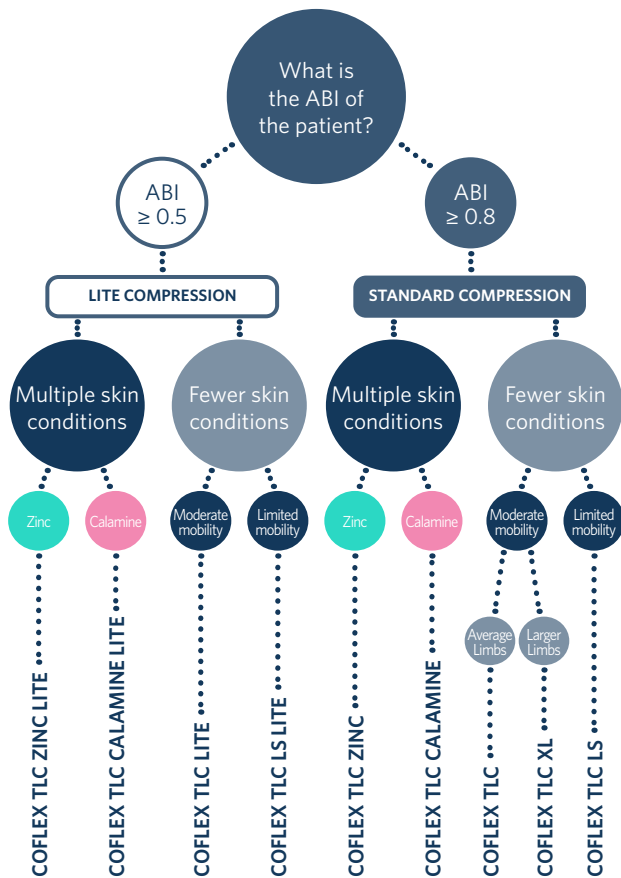 What is
the ABI of
the patient?
ABI
≥ 0.5
ABI
≥ 0.8
LITE COMPRESSION
STANDARD COMPRESSION
Multiple skin
conditions
Fewer skin
conditions
Multiple skin
conditions
Fewer skin
conditions
Zinc
Calamine
Moderate
mobility
Limited
mobility
Zinc
Calamine
Moderate
mobility
Limited
mobility
Average
Limbs
Larger
Limbs
COFLEX TLC ZINC LITE
COFLEX TLC CALAMINE LITE
COFLEX TLC LITE
COFLEX TLC LS LITE
COFLEX TLC ZINC
COFLEX TLC CALAMINE
COFLEX TLC
COFLEX TLC XL
COFLEX TLC LS